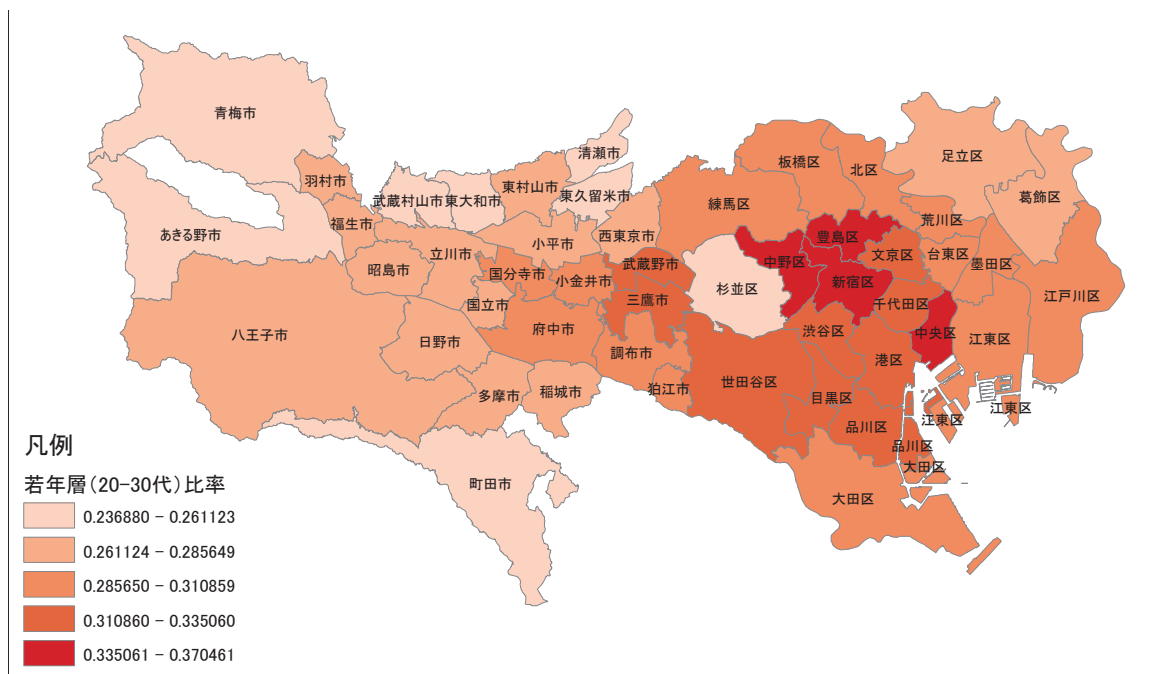 青梅市
清瀬市
足立区
板橋区
北区
羽村市
東村山市
武蔵村山市
東大和市
東久留米市
葛飾区
練馬区
福生市
荒川区
あきる野市
西東京市
豊島区
小平市
立川市
文京区
台東区
昭島市
国分寺市
武蔵野市
中野区
墨田区
小金井市
新宿区
杉並区
江戸川区
三鷹市
国立市
千代田区
府中市
渋谷区
中央区
八王子市
日野市
江東区
調布市
港区
世田谷区
狛江市
稲城市
多摩市
目黒区
江東区
江東区
品川区
品川区
大田区
町田市
大田区
凡例
若年層(20-30代)比率
0.236880 - 0.261123
0.261124 - 0.285649
0.285650 - 0.310859
0.310860 - 0.335060
0.335061 - 0.370461